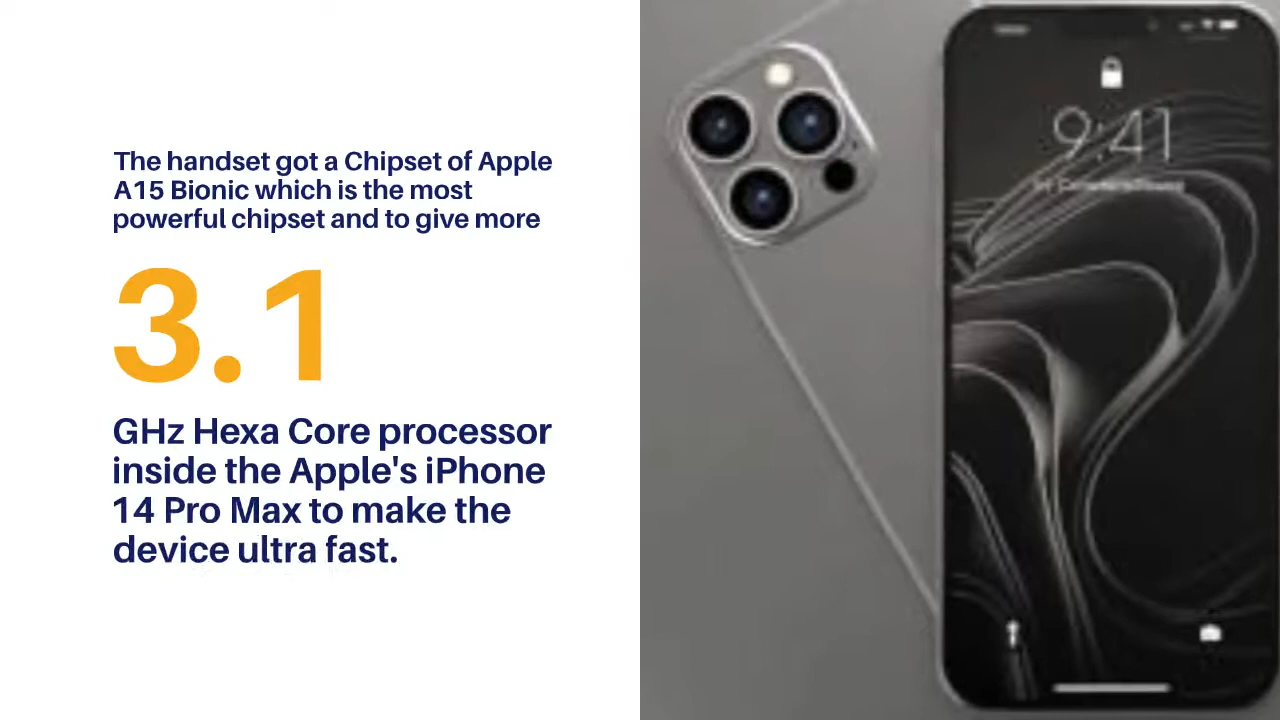 The handset got a Chipset of Apple
A15 Bionic which is the most
powerful chipset and to give more
3.1
GHz Hexa Core processor
inside the Apple's iPhone
14 Pro Max to make the
device ultra fast.
9:41